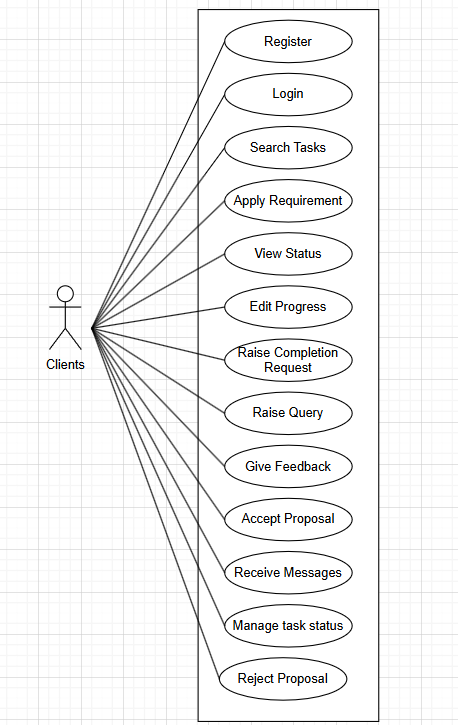 Register
Login
Search Tasks
Apply Requirement
View Status
Edit Progress
Raise Completion
Request
Clients
Raise Query
Give Feedback
Accept Proposal
Receive Messages
Manage task status
Reject Proposal